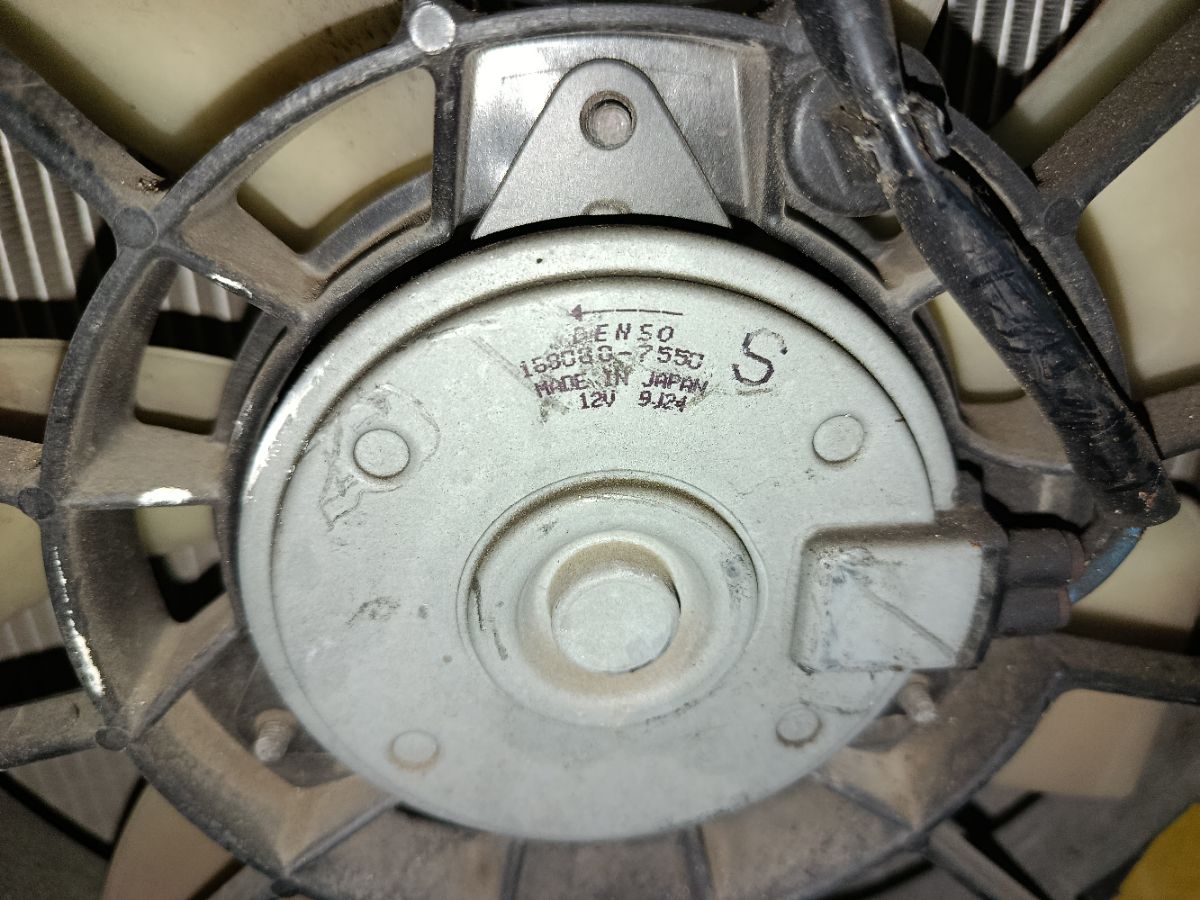 DENSO
168000-7550
MADE IN JAPAN
12V 9J24
S